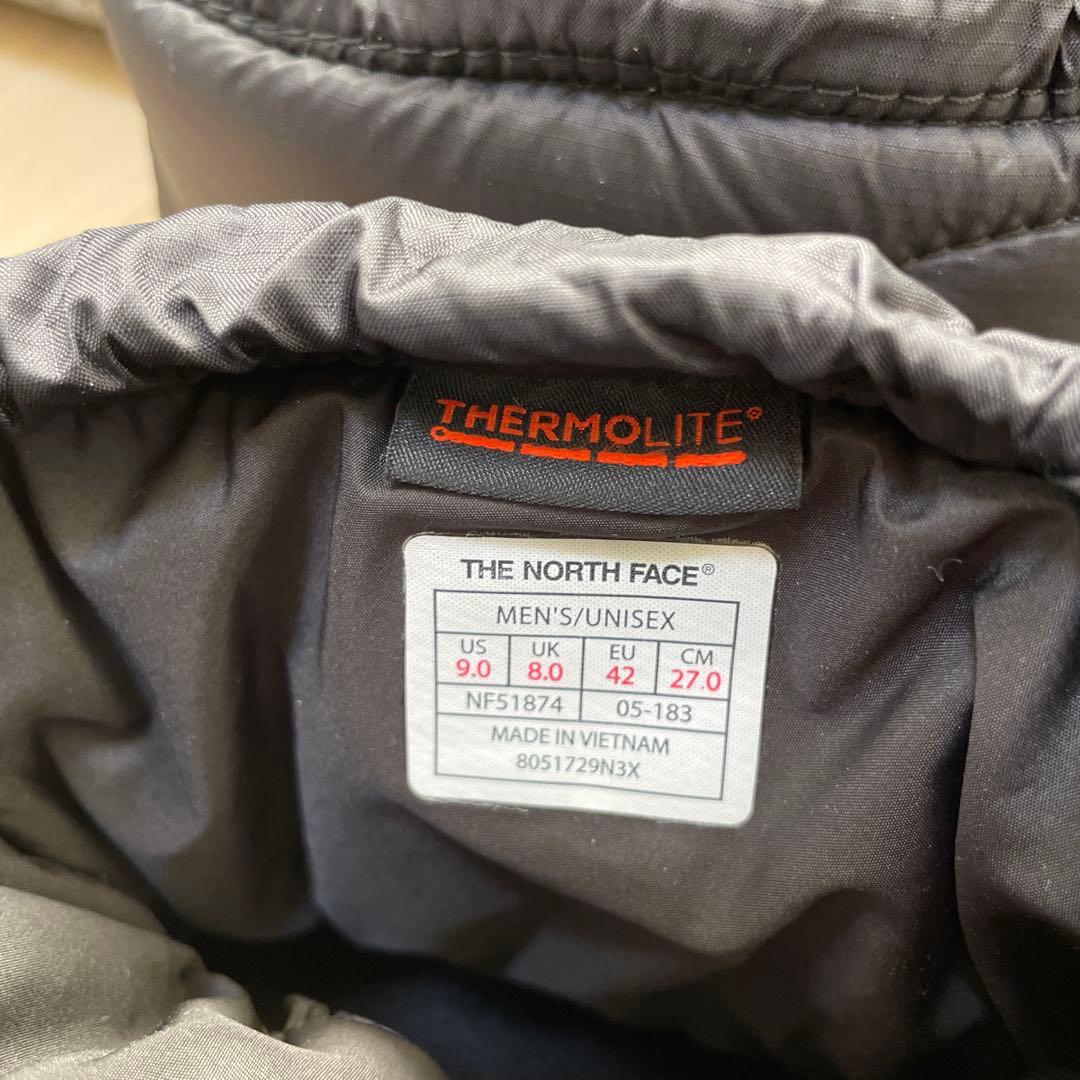 THERMOLITE®
THE NORTH FACE®
MEN'S/UNISEX
US UK EU CM
9.0 8.0 42 27.0
NF51874 05-183
MADE IN VIETNAM
8051729N3X